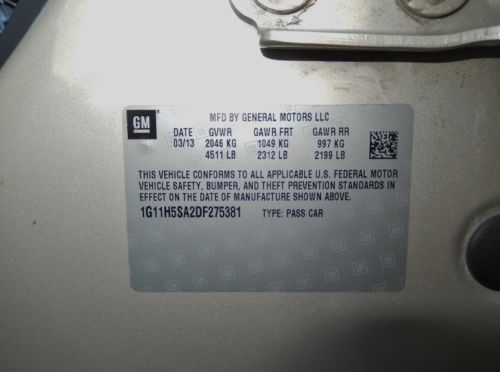 GM
MFD BY GENERAL MOTORS LLC
DATE GVWR GAWR FRT GAWR RR
03/13 2046 KG 1049 KG 997 KG
4511 LB 2312 LB 2199 LB
THIS VEHICLE CONFORMS TO ALL APPLICABLE U.S. FEDERAL MOTOR
VEHICLE SAFETY, BUMPER, AND THEFT PREVENTION STANDARDS IN
EFFECT ON THE DATE OF MANUFACTURE SHOWN ABOVE.
1G11H5SA2DF275381 TYPE: PASS CAR